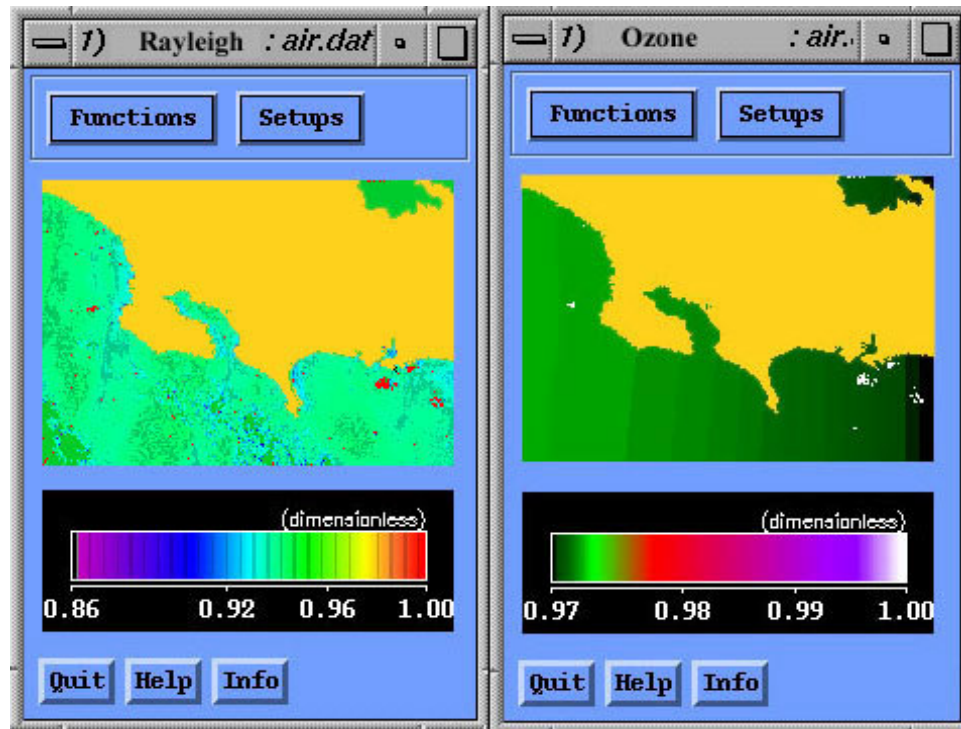 1) Rayleigh : air.dat
Functions Setups
(dimensionless)
0.86 0.92 0.96 1.00
Quit Help Info
1) Ozone : air.
Functions Setups
(dimensionless)
0.97 0.98 0.99 1.00
Quit Help Info